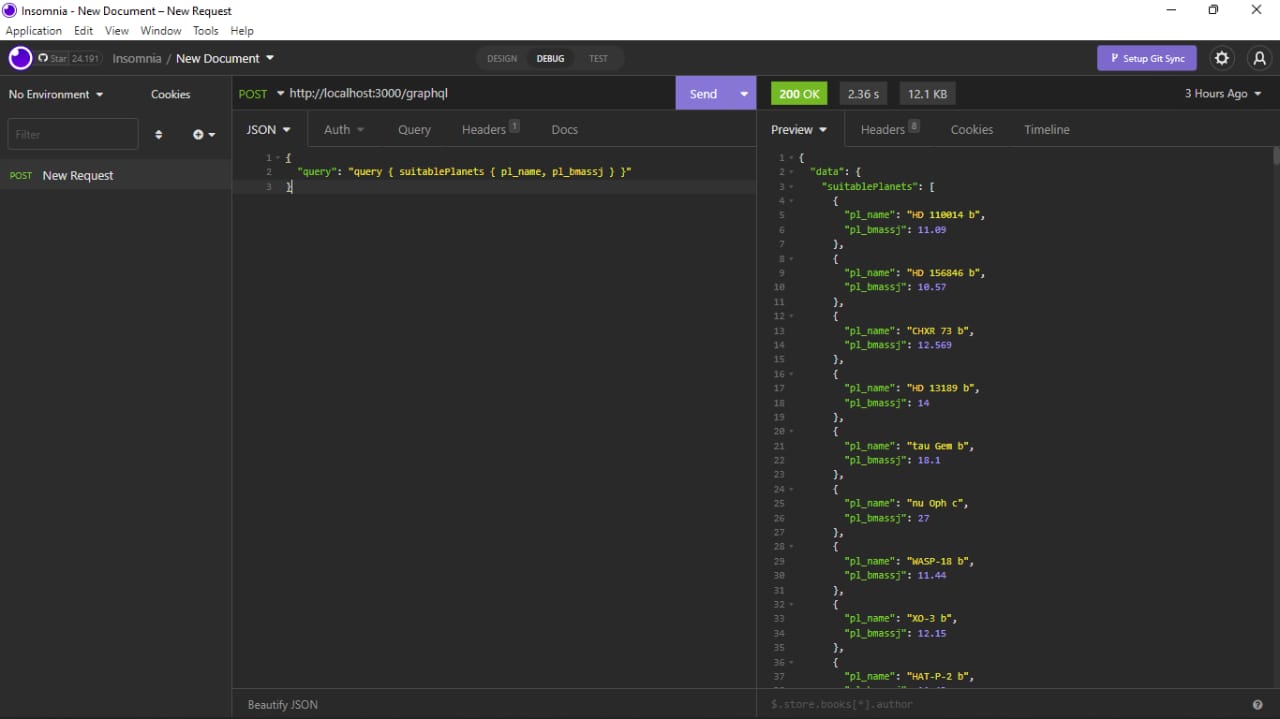 Insomnia - New Document – New Request
Application Edit View Window Tools Help
Star 24.191 Insomnia / New Document DESIGN DEBUG TEST Setup Git Sync
No Environment Cookies
POST http://localhost:3000/graphql Send
200 OK 2.36 s 12.1 KB 3 Hours Ago
Filter
JSON Auth Query Headers 1 Docs
Preview Headers 8 Cookies Timeline
POST New Request
1 {
2 "query": "query { suitablePlanets { pl_name, pl_bmassj } }"
3 }
1 {
2 "data": {
3 "suitablePlanets": [
4 {
5 "pl_name": "HD 110014 b",
6 "pl_bmassj": 11.09
7 },
8 {
9 "pl_name": "HD 156846 b",
10 "pl_bmassj": 10.57
11 },
12 {
13 "pl_name": "CHXR 73 b",
14 "pl_bmassj": 12.569
15 },
16 {
17 "pl_name": "HD 13189 b",
18 "pl_bmassj": 14
19 },
20 {
21 "pl_name": "tau Gem b",
22 "pl_bmassj": 18.1
23 },
24 {
25 "pl_name": "nu Oph c",
26 "pl_bmassj": 27
27 },
28 {
29 "pl_name": "WASP-18 b",
30 "pl_bmassj": 11.44
31 },
32 {
33 "pl_name": "XO-3 b",
34 "pl_bmassj": 12.15
35 },
36 {
37 "pl_name": "HAT-P-2 b",
Beautify JSON
$.store.books[*].author